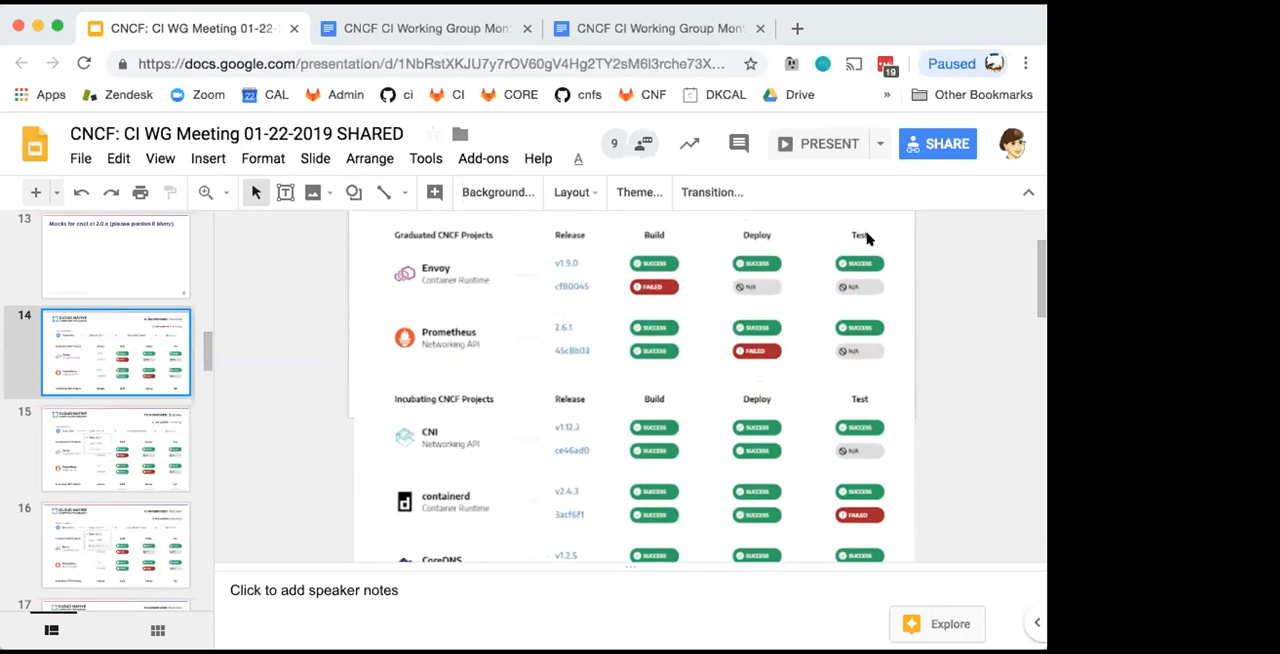 CNCF: CI WG Meeting 01-22-
CNCF CI Working Group Mon
CNCF CI Working Group Mon
https://docs.google.com/presentation/d/1NbRstXKJU7y7rOV60gV4Hg2TY2sM6l3rche73X...
19
Paused
Apps
Zendesk
Zoom
22
CAL
Admin
ci
CI
CORE
cnfs
CNF
DKCAL
Drive
»
Other Bookmarks
CNCF: CI WG Meeting 01-22-2019 SHARED
9
PRESENT
SHARE
File Edit View Insert Format Slide Arrange Tools Add-ons Help A
Background... Layout Theme... Transition...
13
Mocks for cncf ci 2.0.x (please pardon if blurry)
14
15
16
17
Graduated CNCF Projects Release Build Deploy Test
Envoy v1.9.0 SUCCESS SUCCESS SUCCESS
Container Runtime cf80045 FAILED N/A N/A
Prometheus 2.6.1 SUCCESS SUCCESS SUCCESS
Networking API 45c8b03 SUCCESS FAILED N/A
Incubating CNCF Projects Release Build Deploy Test
CNI v1.12.2 SUCCESS SUCCESS SUCCESS
Networking API ce46ad0 SUCCESS SUCCESS N/A
containerd v2.4.3 SUCCESS SUCCESS SUCCESS
Container Runtime 3acf6f1 SUCCESS SUCCESS FAILED
CoreDNS v1.2.5 SUCCESS SUCCESS SUCCESS
Click to add speaker notes
Explore